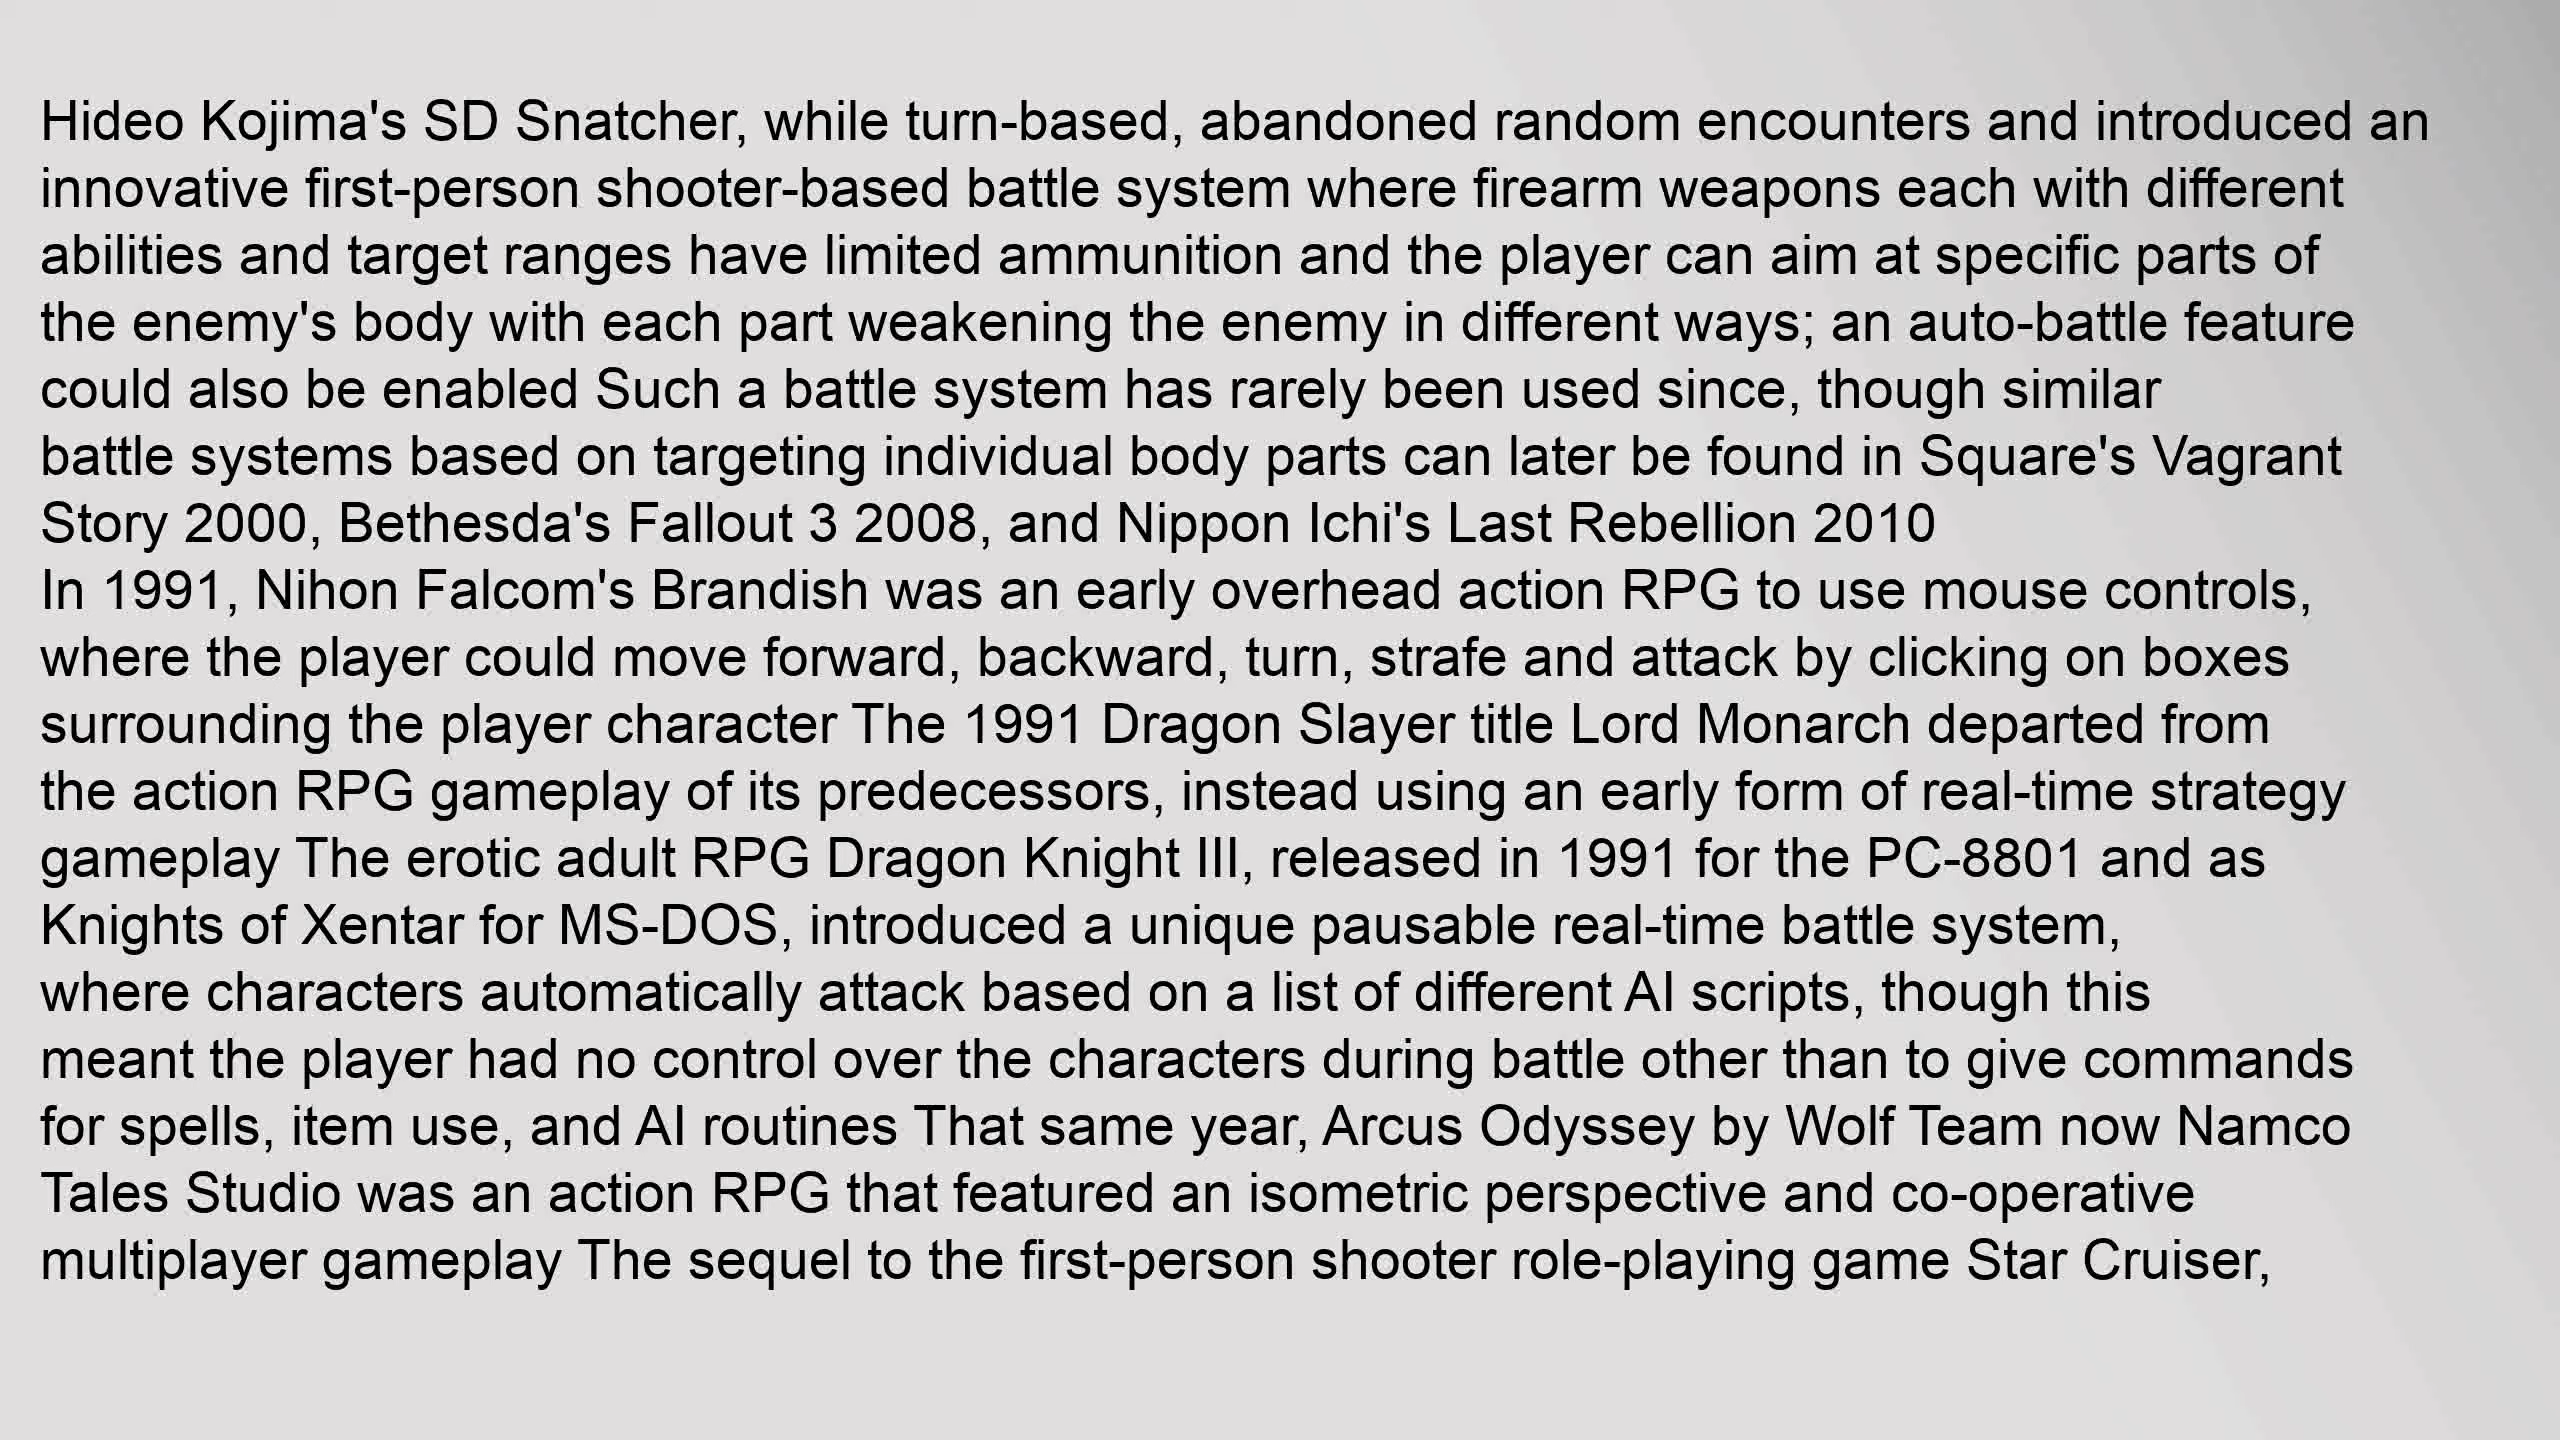 Hideo Kojima's SD Snatcher, while turn-based, abandoned random encounters and introduced an
innovative first-person shooter-based battle system where firearm weapons each with different
abilities and target ranges have limited ammunition and the player can aim at specific parts of
the enemy's body with each part weakening the enemy in different ways; an auto-battle feature
could also be enabled Such a battle system has rarely been used since, though similar
battle systems based on targeting individual body parts can later be found in Square's Vagrant
Story 2000, Bethesda's Fallout 3 2008, and Nippon Ichi's Last Rebellion 2010
In 1991, Nihon Falcom's Brandish was an early overhead action RPG to use mouse controls,
where the player could move forward, backward, turn, strafe and attack by clicking on boxes
surrounding the player character The 1991 Dragon Slayer title Lord Monarch departed from
the action RPG gameplay of its predecessors, instead using an early form of real-time strategy
gameplay The erotic adult RPG Dragon Knight III, released in 1991 for the PC-8801 and as
Knights of Xentar for MS-DOS, introduced a unique pausable real-time battle system,
where characters automatically attack based on a list of different AI scripts, though this
meant the player had no control over the characters during battle other than to give commands
for spells, item use, and AI routines That same year, Arcus Odyssey by Wolf Team now Namco
Tales Studio was an action RPG that featured an isometric perspective and co-operative
multiplayer gameplay The sequel to the first-person shooter role-playing game Star Cruiser,